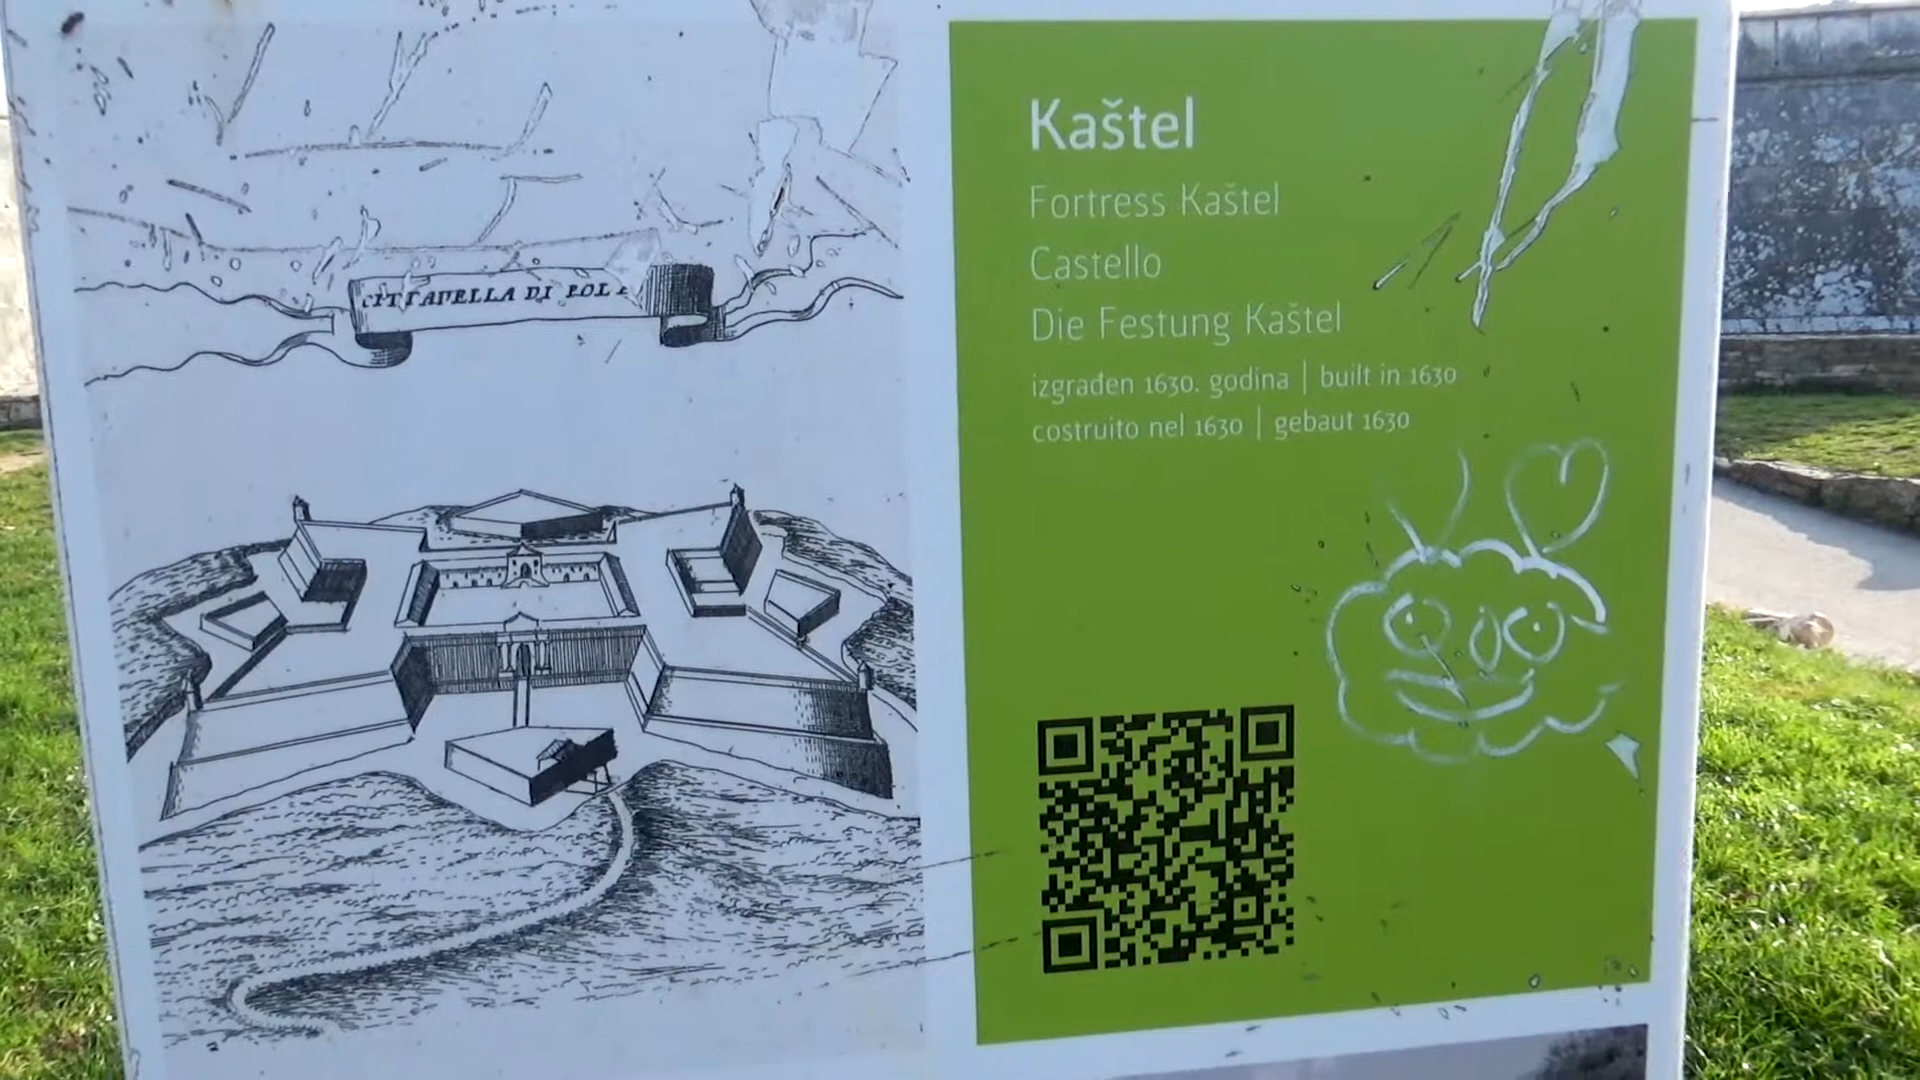 CITTADELLA DI POLA
Kaštel
Fortress Kaštel
Castello
Die Festung Kaštel
izgrađen 1630. godina | built in 1630
costruito nel 1630 | gebaut 1630